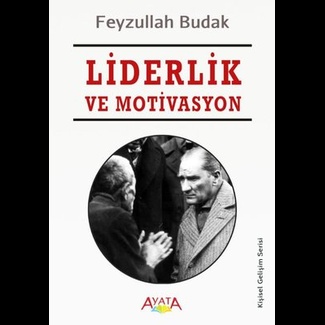 Feyzullah Budak
LİDERLİK
VE MOTİVASYON
Kişisel Gelişim Serisi
AYATA